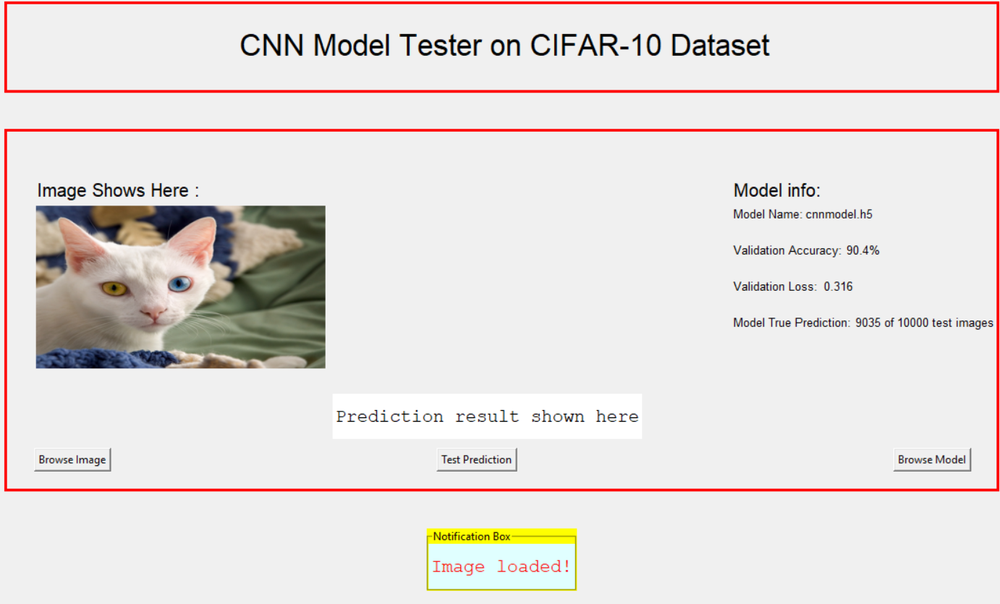 CNN Model Tester on CIFAR-10 Dataset
Image Shows Here :
Model info:
Model Name: cnnmodel.h5
Validation Accuracy: 90.4%
Validation Loss: 0.316
Model True Prediction: 9035 of 10000 test images
Prediction result shown here
Browse Image
Test Prediction
Browse Model
Notification Box
Image loaded!